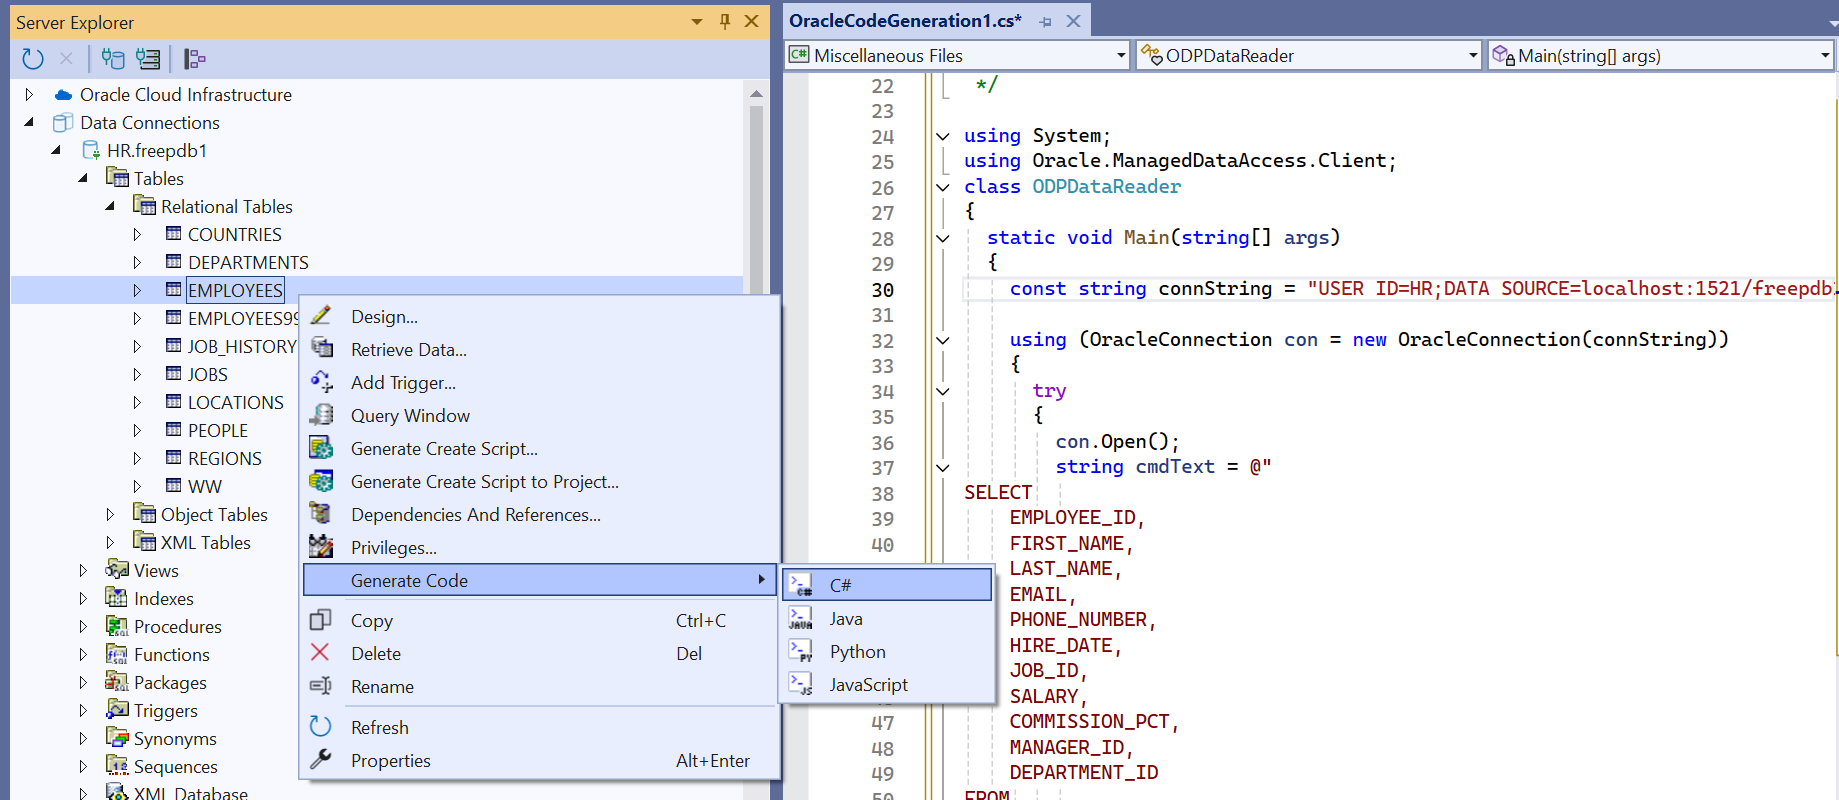 Server Explorer
Oracle Cloud Infrastructure
Data Connections
HR.freepdb1
Tables
Relational Tables
COUNTRIES
DEPARTMENTS
EMPLOYEES
EMPLOYEES99
JOB_HISTORY
JOBS
LOCATIONS
PEOPLE
REGIONS
WW
Object Tables
XML Tables
Views
Indexes
Procedures
Functions
Packages
Triggers
Synonyms
Sequences
XML Database
Design...
Retrieve Data...
Add Trigger...
Query Window
Generate Create Script...
Generate Create Script to Project...
Dependencies And References...
Privileges...
Generate Code
Copy Ctrl+C
Delete Del
Rename
Refresh
Properties Alt+Enter
C#
Java
Python
JavaScript
OracleCodeGeneration1.cs*
C# Miscellaneous Files
ODPDataReader
Main(string[] args)
22 */
23
24 using System;
25 using Oracle.ManagedDataAccess.Client;
26 class ODPDataReader
27 {
28 static void Main(string[] args)
29 {
30 const string connString = "USER ID=HR;DATA SOURCE=localhost:1521/freepdb
31
32 using (OracleConnection con = new OracleConnection(connString))
33 {
34 try
35 {
36 con.Open();
37 string cmdText = @"
38 SELECT
39 EMPLOYEE_ID,
40 FIRST_NAME,
LAST_NAME,
EMAIL,
PHONE_NUMBER,
HIRE_DATE,
JOB_ID,
SALARY,
47 COMMISSION_PCT,
48 MANAGER_ID,
49 DEPARTMENT_ID
50 FROM